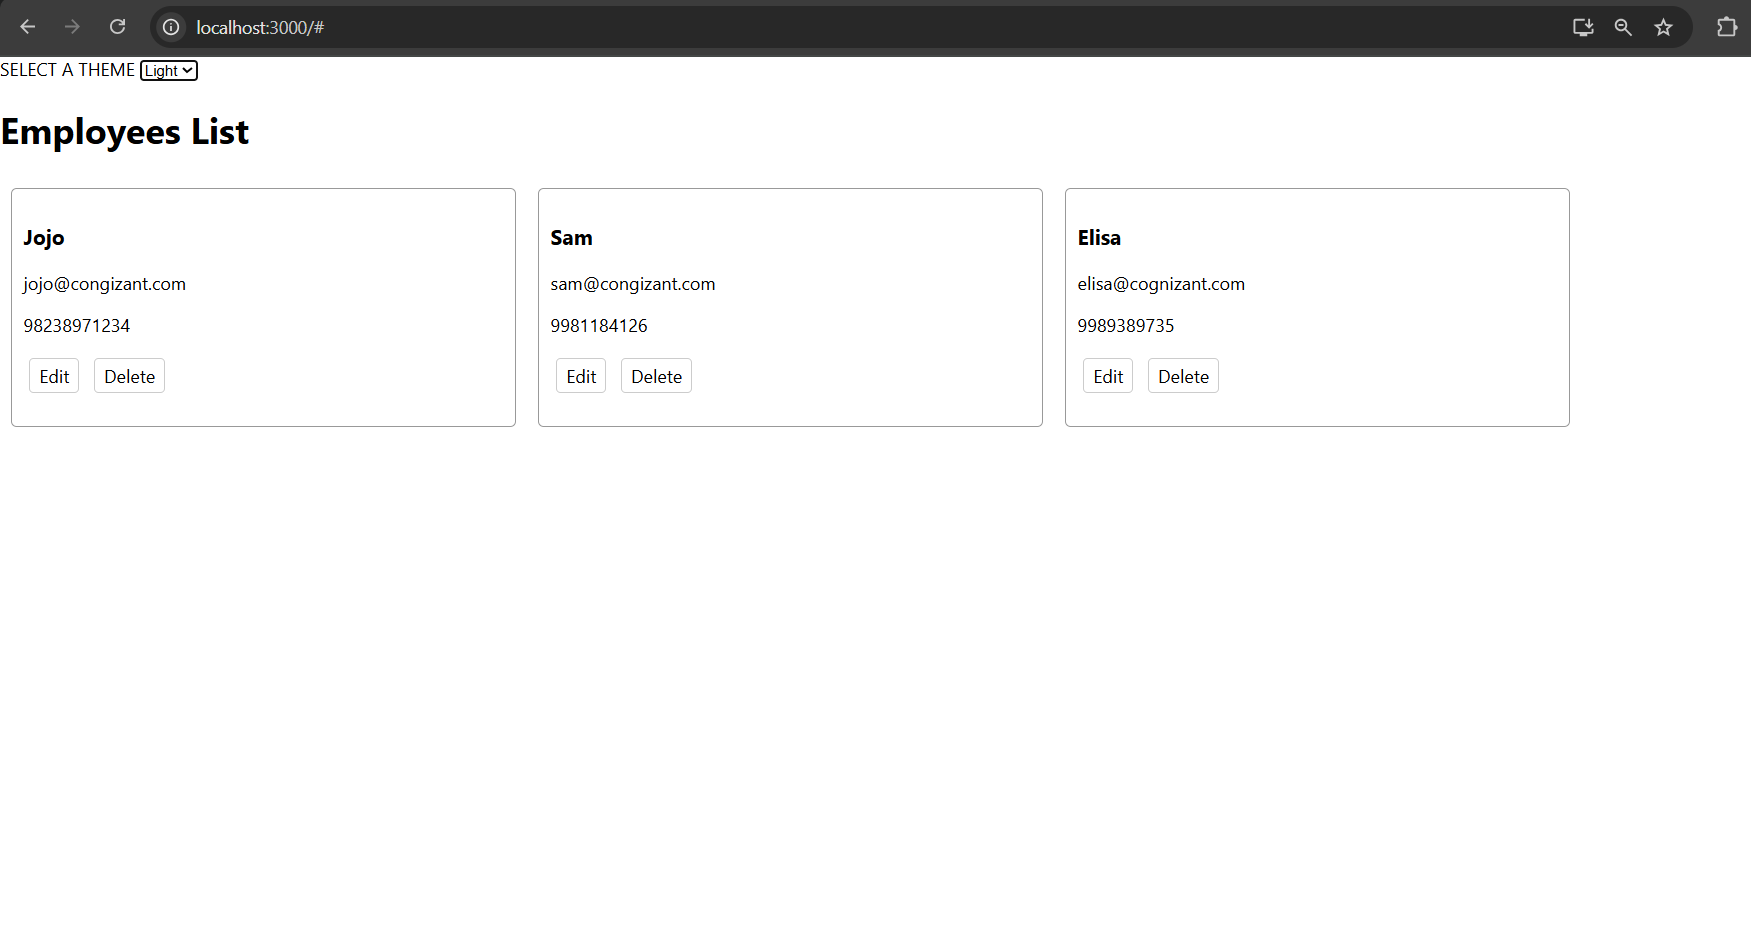 localhost:3000/#
SELECT A THEME Light
Employees List
Jojo
jojo@congizant.com
98238971234
Edit Delete
Sam
sam@congizant.com
9981184126
Edit Delete
Elisa
elisa@cognizant.com
9989389735
Edit Delete